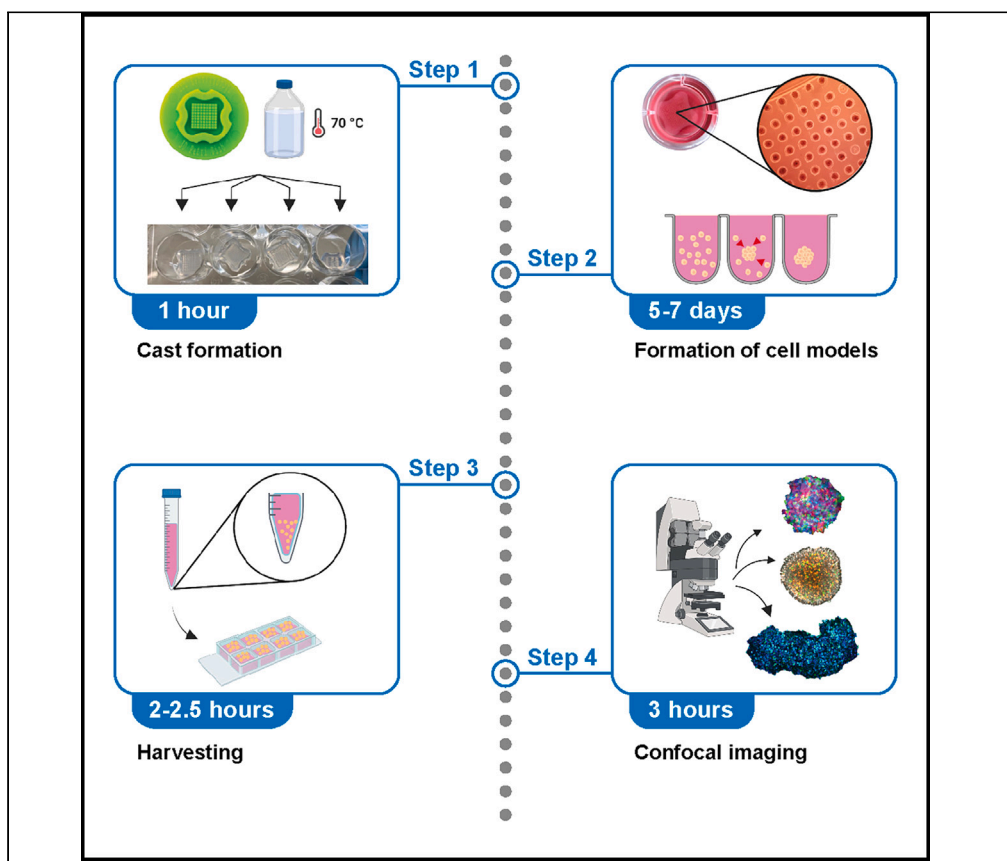 Step 1
70 °C
1 hour
Cast formation
Step 2
5-7 days
Formation of cell models
Step 3
2-2.5 hours
Harvesting
Step 4
3 hours
Confocal imaging